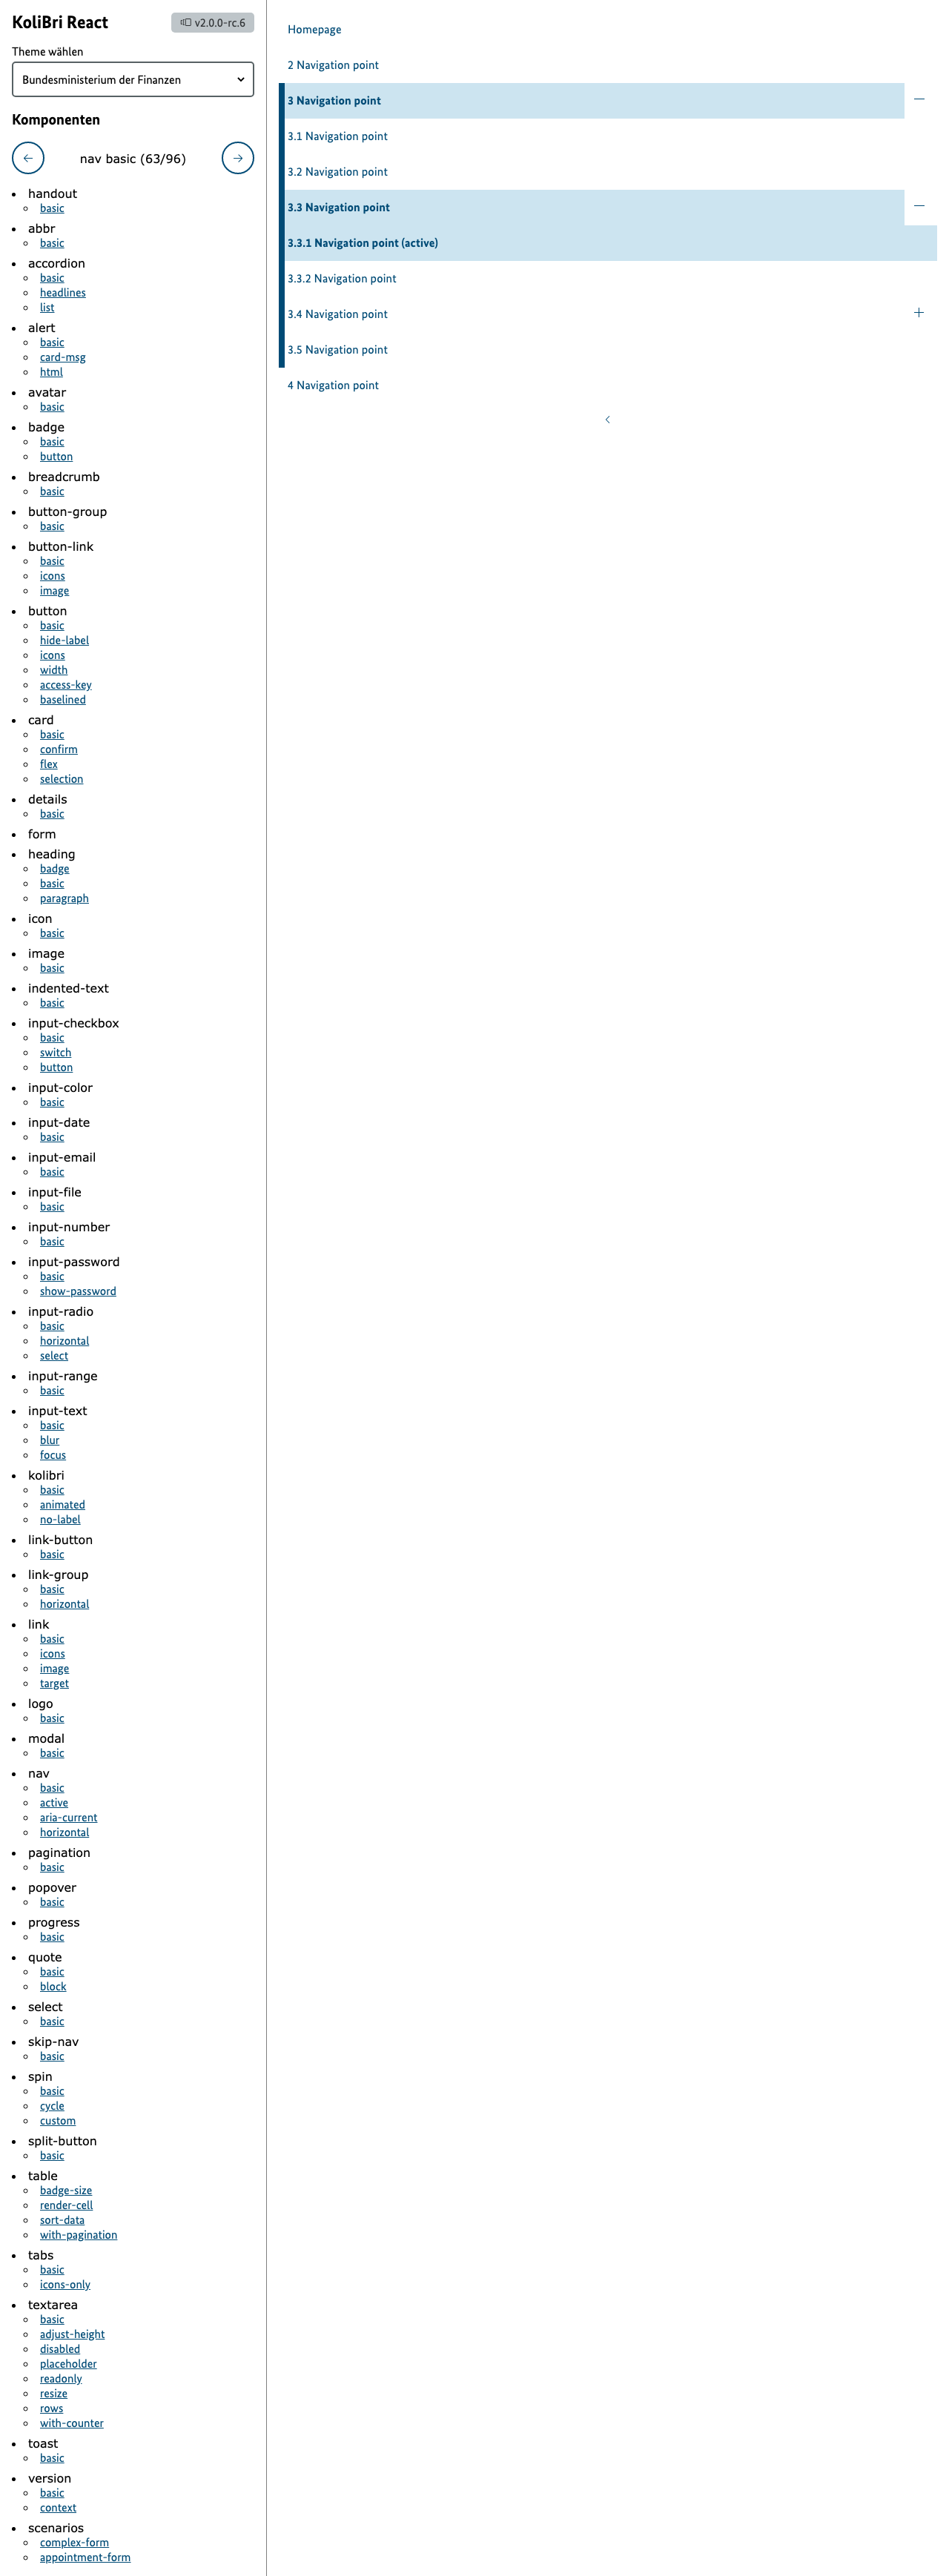 KoliBri React
v2.0.0-rc.6
Theme wählen
Bundesministerium der Finanzen
Komponenten
nav basic (63/96)
handout
basic
abbr
basic
accordion
basic
headlines
list
alert
basic
card-msg
html
avatar
basic
badge
basic
button
breadcrumb
basic
button-group
basic
button-link
basic
icons
image
button
basic
hide-label
icons
width
access-key
baselined
card
basic
confirm
flex
selection
details
basic
form
heading
badge
basic
paragraph
icon
basic
image
basic
indented-text
basic
input-checkbox
basic
switch
button
input-color
basic
input-date
basic
input-email
basic
input-file
basic
input-number
basic
input-password
basic
show-password
input-radio
basic
horizontal
select
input-range
basic
input-text
basic
blur
focus
kolibri
basic
animated
no-label
link-button
basic
link-group
basic
horizontal
link
basic
icons
image
target
logo
basic
modal
basic
nav
basic
active
aria-current
horizontal
pagination
basic
popover
basic
progress
basic
quote
basic
block
select
basic
skip-nav
basic
spin
basic
cycle
custom
split-button
basic
table
badge-size
render-cell
sort-data
with-pagination
tabs
basic
icons-only
textarea
basic
adjust-height
disabled
placeholder
readonly
resize
rows
with-counter
toast
basic
version
basic
context
scenarios
complex-form
appointment-form
Homepage
2 Navigation point
3 Navigation point
3.1 Navigation point
3.2 Navigation point
3.3 Navigation point
3.3.1 Navigation point (active)
3.3.2 Navigation point
3.4 Navigation point
3.5 Navigation point
4 Navigation point